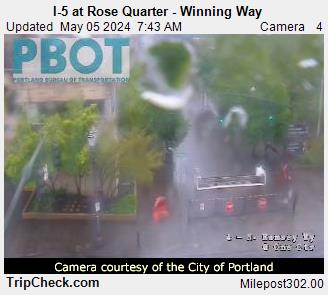 I-5 at Rose Quarter - Winning Way
Updated May 05 2024 7:43 AM Camera 4
PBOT
PORTLAND BUREAU OF TRANSPORTATION
Camera courtesy of the City of Portland
TripCheck.com Milepost302.00